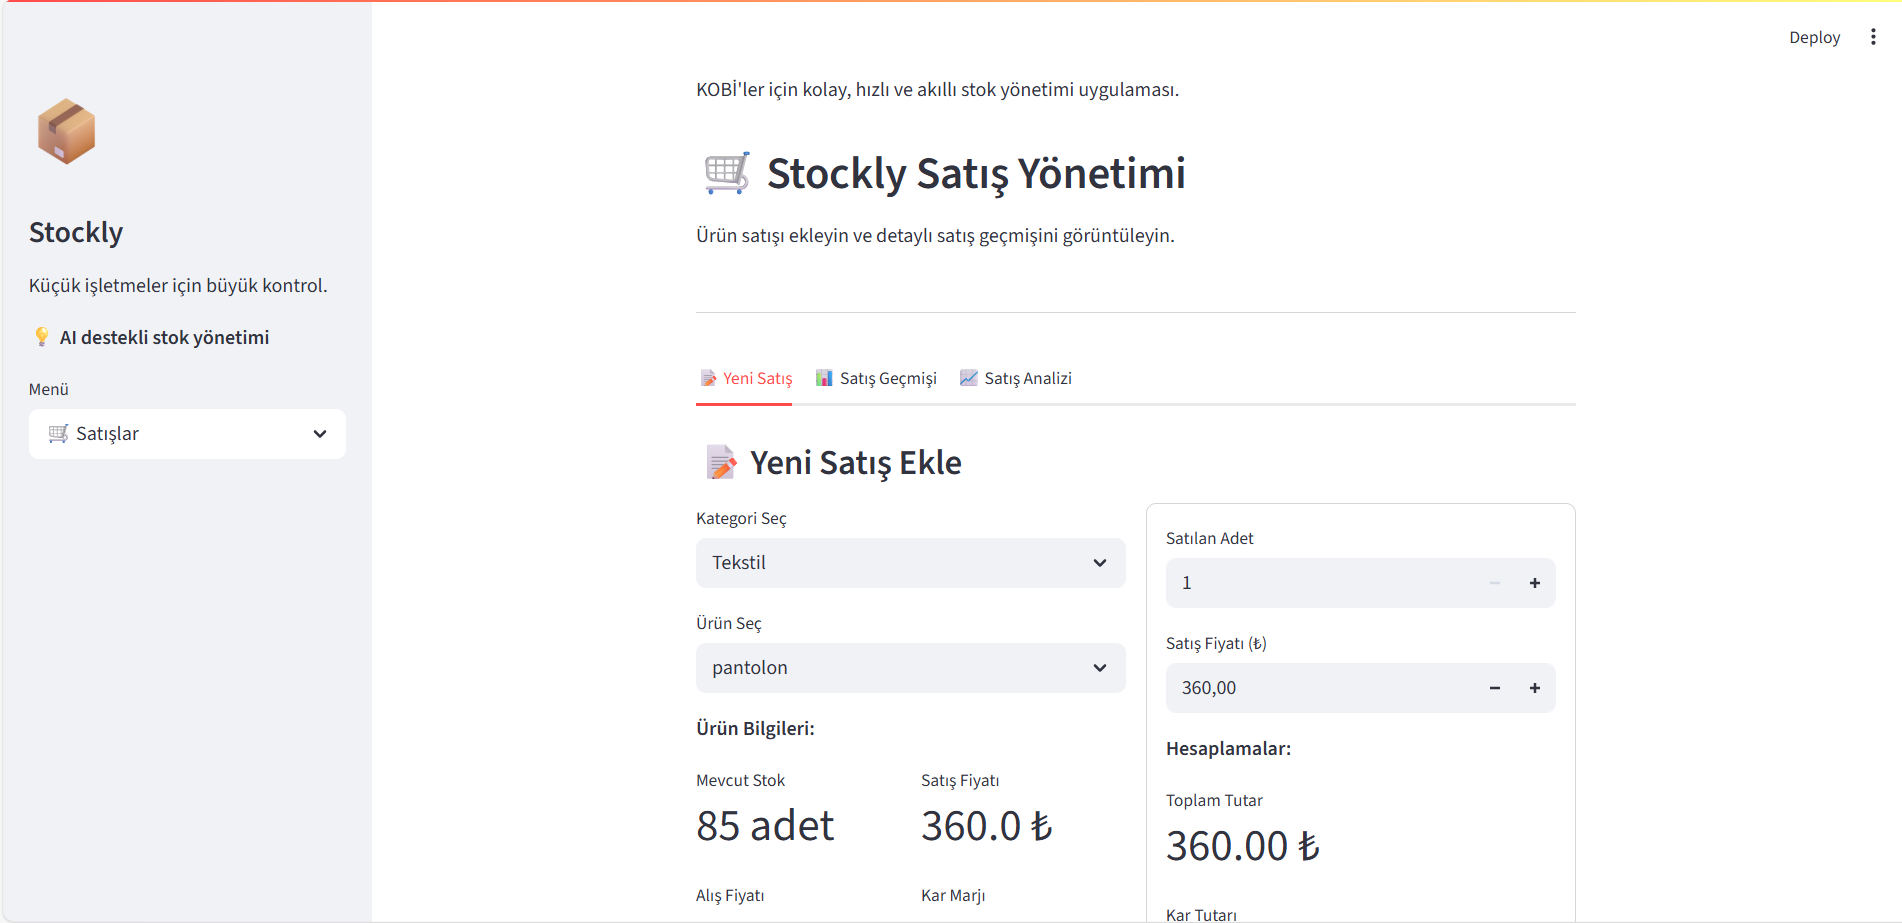 Deploy
Stockly
Küçük işletmeler için büyük kontrol.
AI destekli stok yönetimi
Menü
Satışlar
KOBİ'ler için kolay, hızlı ve akıllı stok yönetimi uygulaması.
Stockly Satış Yönetimi
Ürün satışı ekleyin ve detaylı satış geçmişini görüntüleyin.
Yeni Satış Satış Geçmişi Satış Analizi
Yeni Satış Ekle
Kategori Seç
Tekstil
Ürün Seç
pantolon
Ürün Bilgileri:
Mevcut Stok Satış Fiyatı
85 adet 360.0 ₺
Alış Fiyatı Kar Marjı
Satılan Adet
1
Satış Fiyatı (₺)
360,00
Hesaplamalar:
Toplam Tutar
360.00 ₺
Kar Tutarı